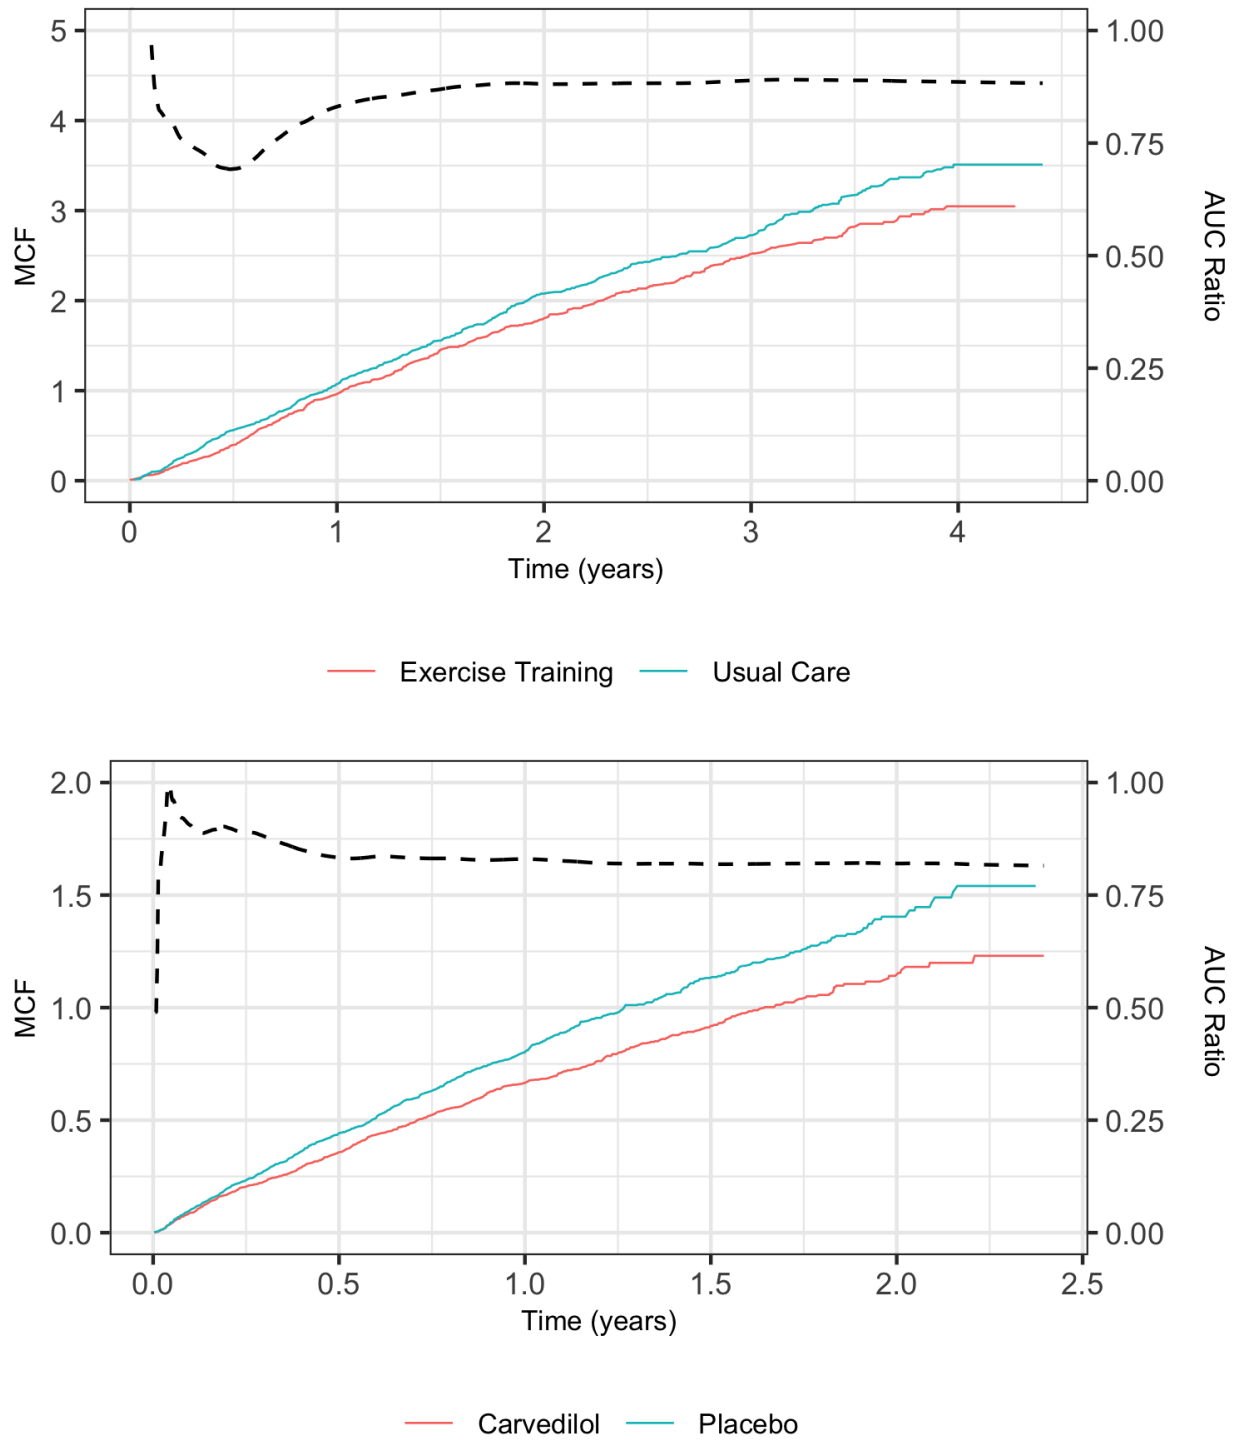 5
4
3
2
1
0
MCF
1.00
0.75
0.50
0.25
0.00
AUC Ratio
0 1 2 3 4
Time (years)
Exercise Training Usual Care
2.0
1.5
1.0
0.5
0.0
MCF
1.00
0.75
0.50
0.25
0.00
AUC Ratio
0.0 0.5 1.0 1.5 2.0 2.5
Time (years)
Carvedilol Placebo